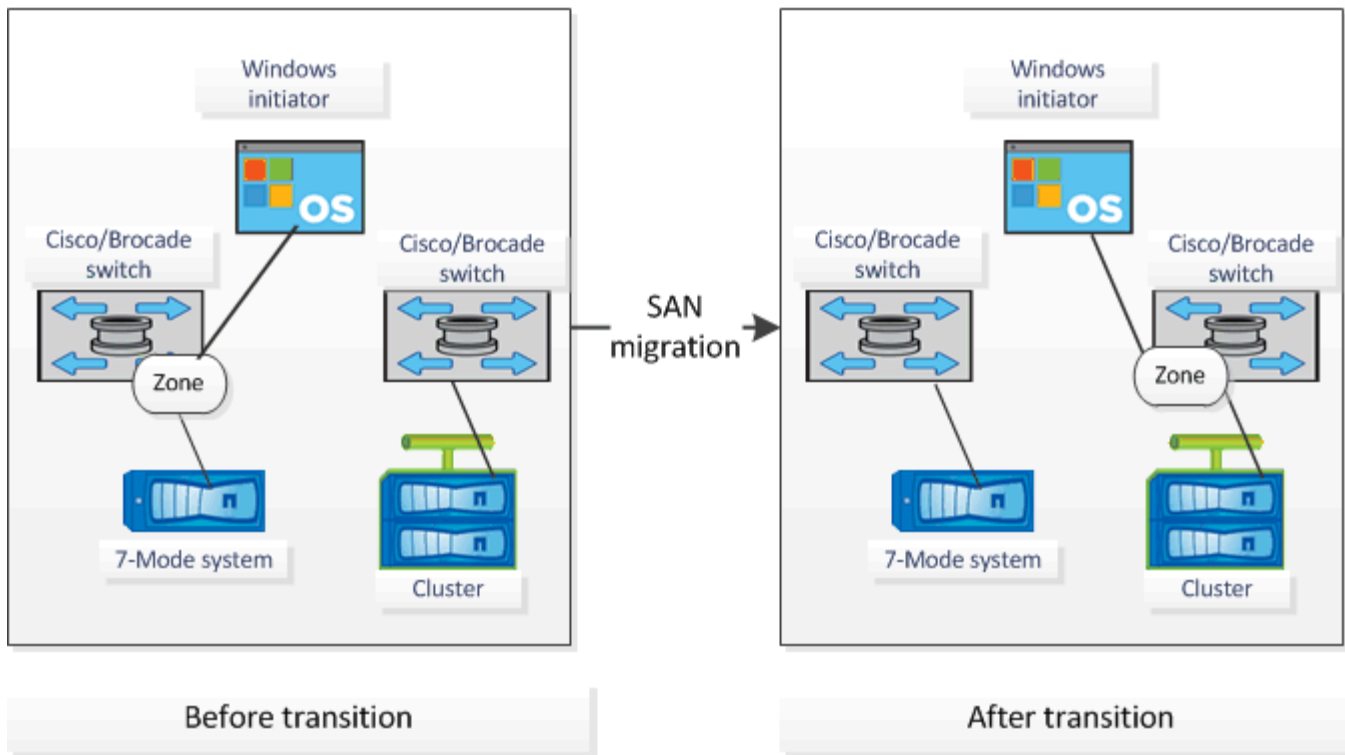 Windows
initiator
OS
Cisco/Brocade
switch
Cisco/Brocade
switch
Zone
7-Mode system
n
n
n
Cluster
SAN
migration
Windows
initiator
OS
Cisco/Brocade
switch
Cisco/Brocade
switch
Zone
7-Mode system
n
n
n
Cluster
Before transition
After transition